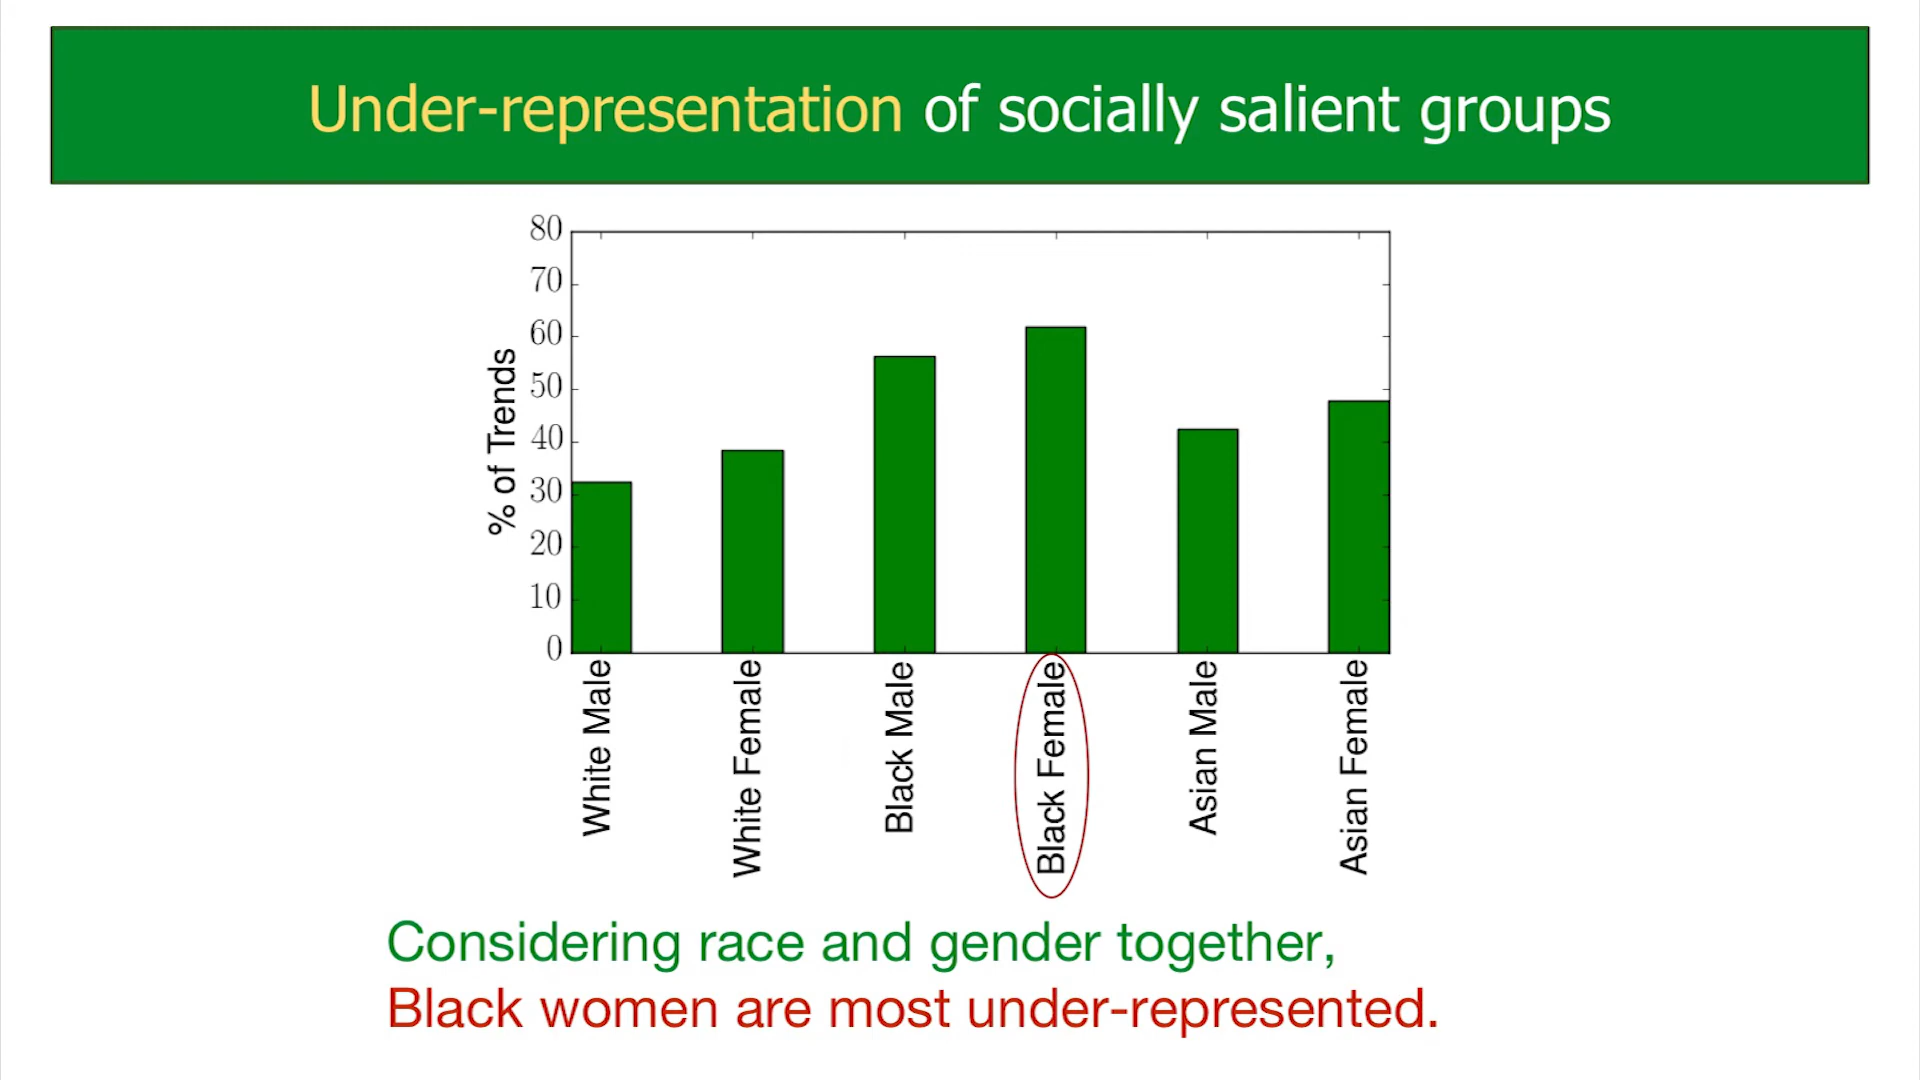 Under-representation of socially salient groups
% of Trends
80
70
60
50
40
30
20
10
0
White Male
White Female
Black Male
Black Female
Asian Male
Asian Female
Considering race and gender together,
Black women are most under-represented.